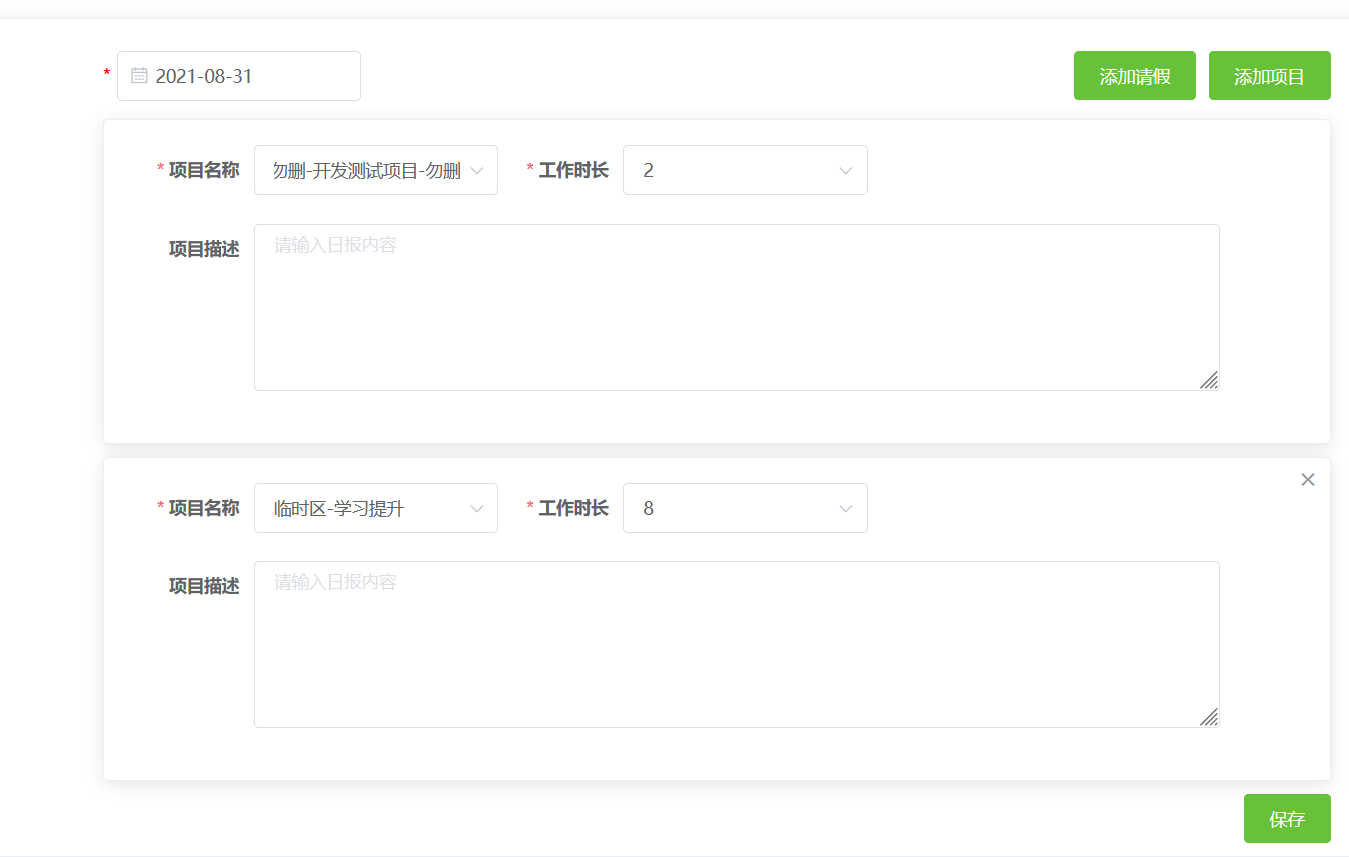 * 2021-08-31 添加请假 添加项目
* 项目名称 勿删-开发测试项目-勿删 * 工作时长 2
项目描述 请输入日报内容
* 项目名称 临时区-学习提升 * 工作时长 8
项目描述 请输入日报内容
保存